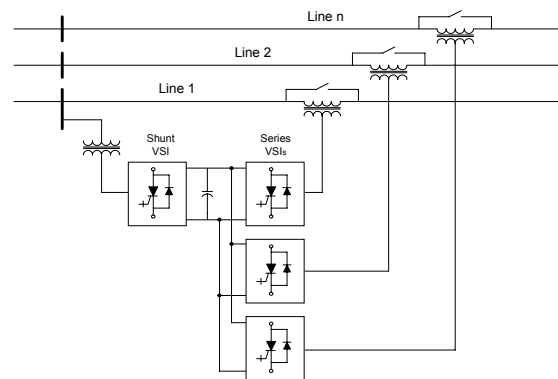 Line n
Line 2
Line 1
Shunt
VSI
Series
VSIs